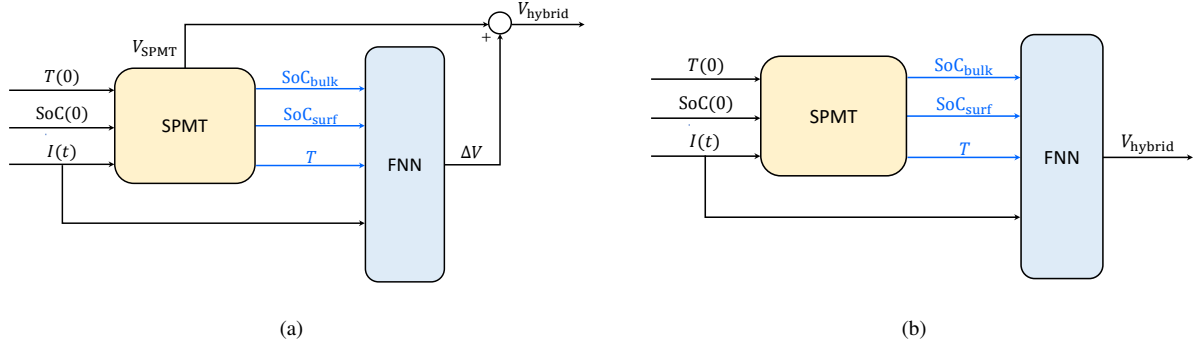 V_hybrid
+
V_SPMT
T(0)
SoC(0)
I(t)
SPMT
SoC_bulk
SoC_surf
T
FNN
ΔV
(a)
T(0)
SoC(0)
I(t)
SPMT
SoC_bulk
SoC_surf
T
FNN
V_hybrid
(b)